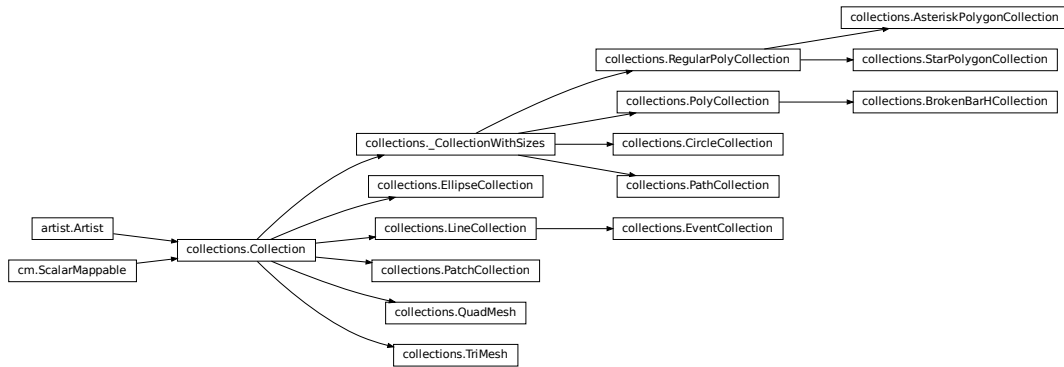 collections.AsteriskPolygonCollection
collections.RegularPolyCollection
collections.StarPolygonCollection
collections.PolyCollection
collections.BrokenBarHCollection
collections._CollectionWithSizes
collections.CircleCollection
collections.EllipseCollection
collections.PathCollection
artist.Artist
collections.LineCollection
collections.EventCollection
collections.Collection
cm.ScalarMappable
collections.PatchCollection
collections.QuadMesh
collections.TriMesh